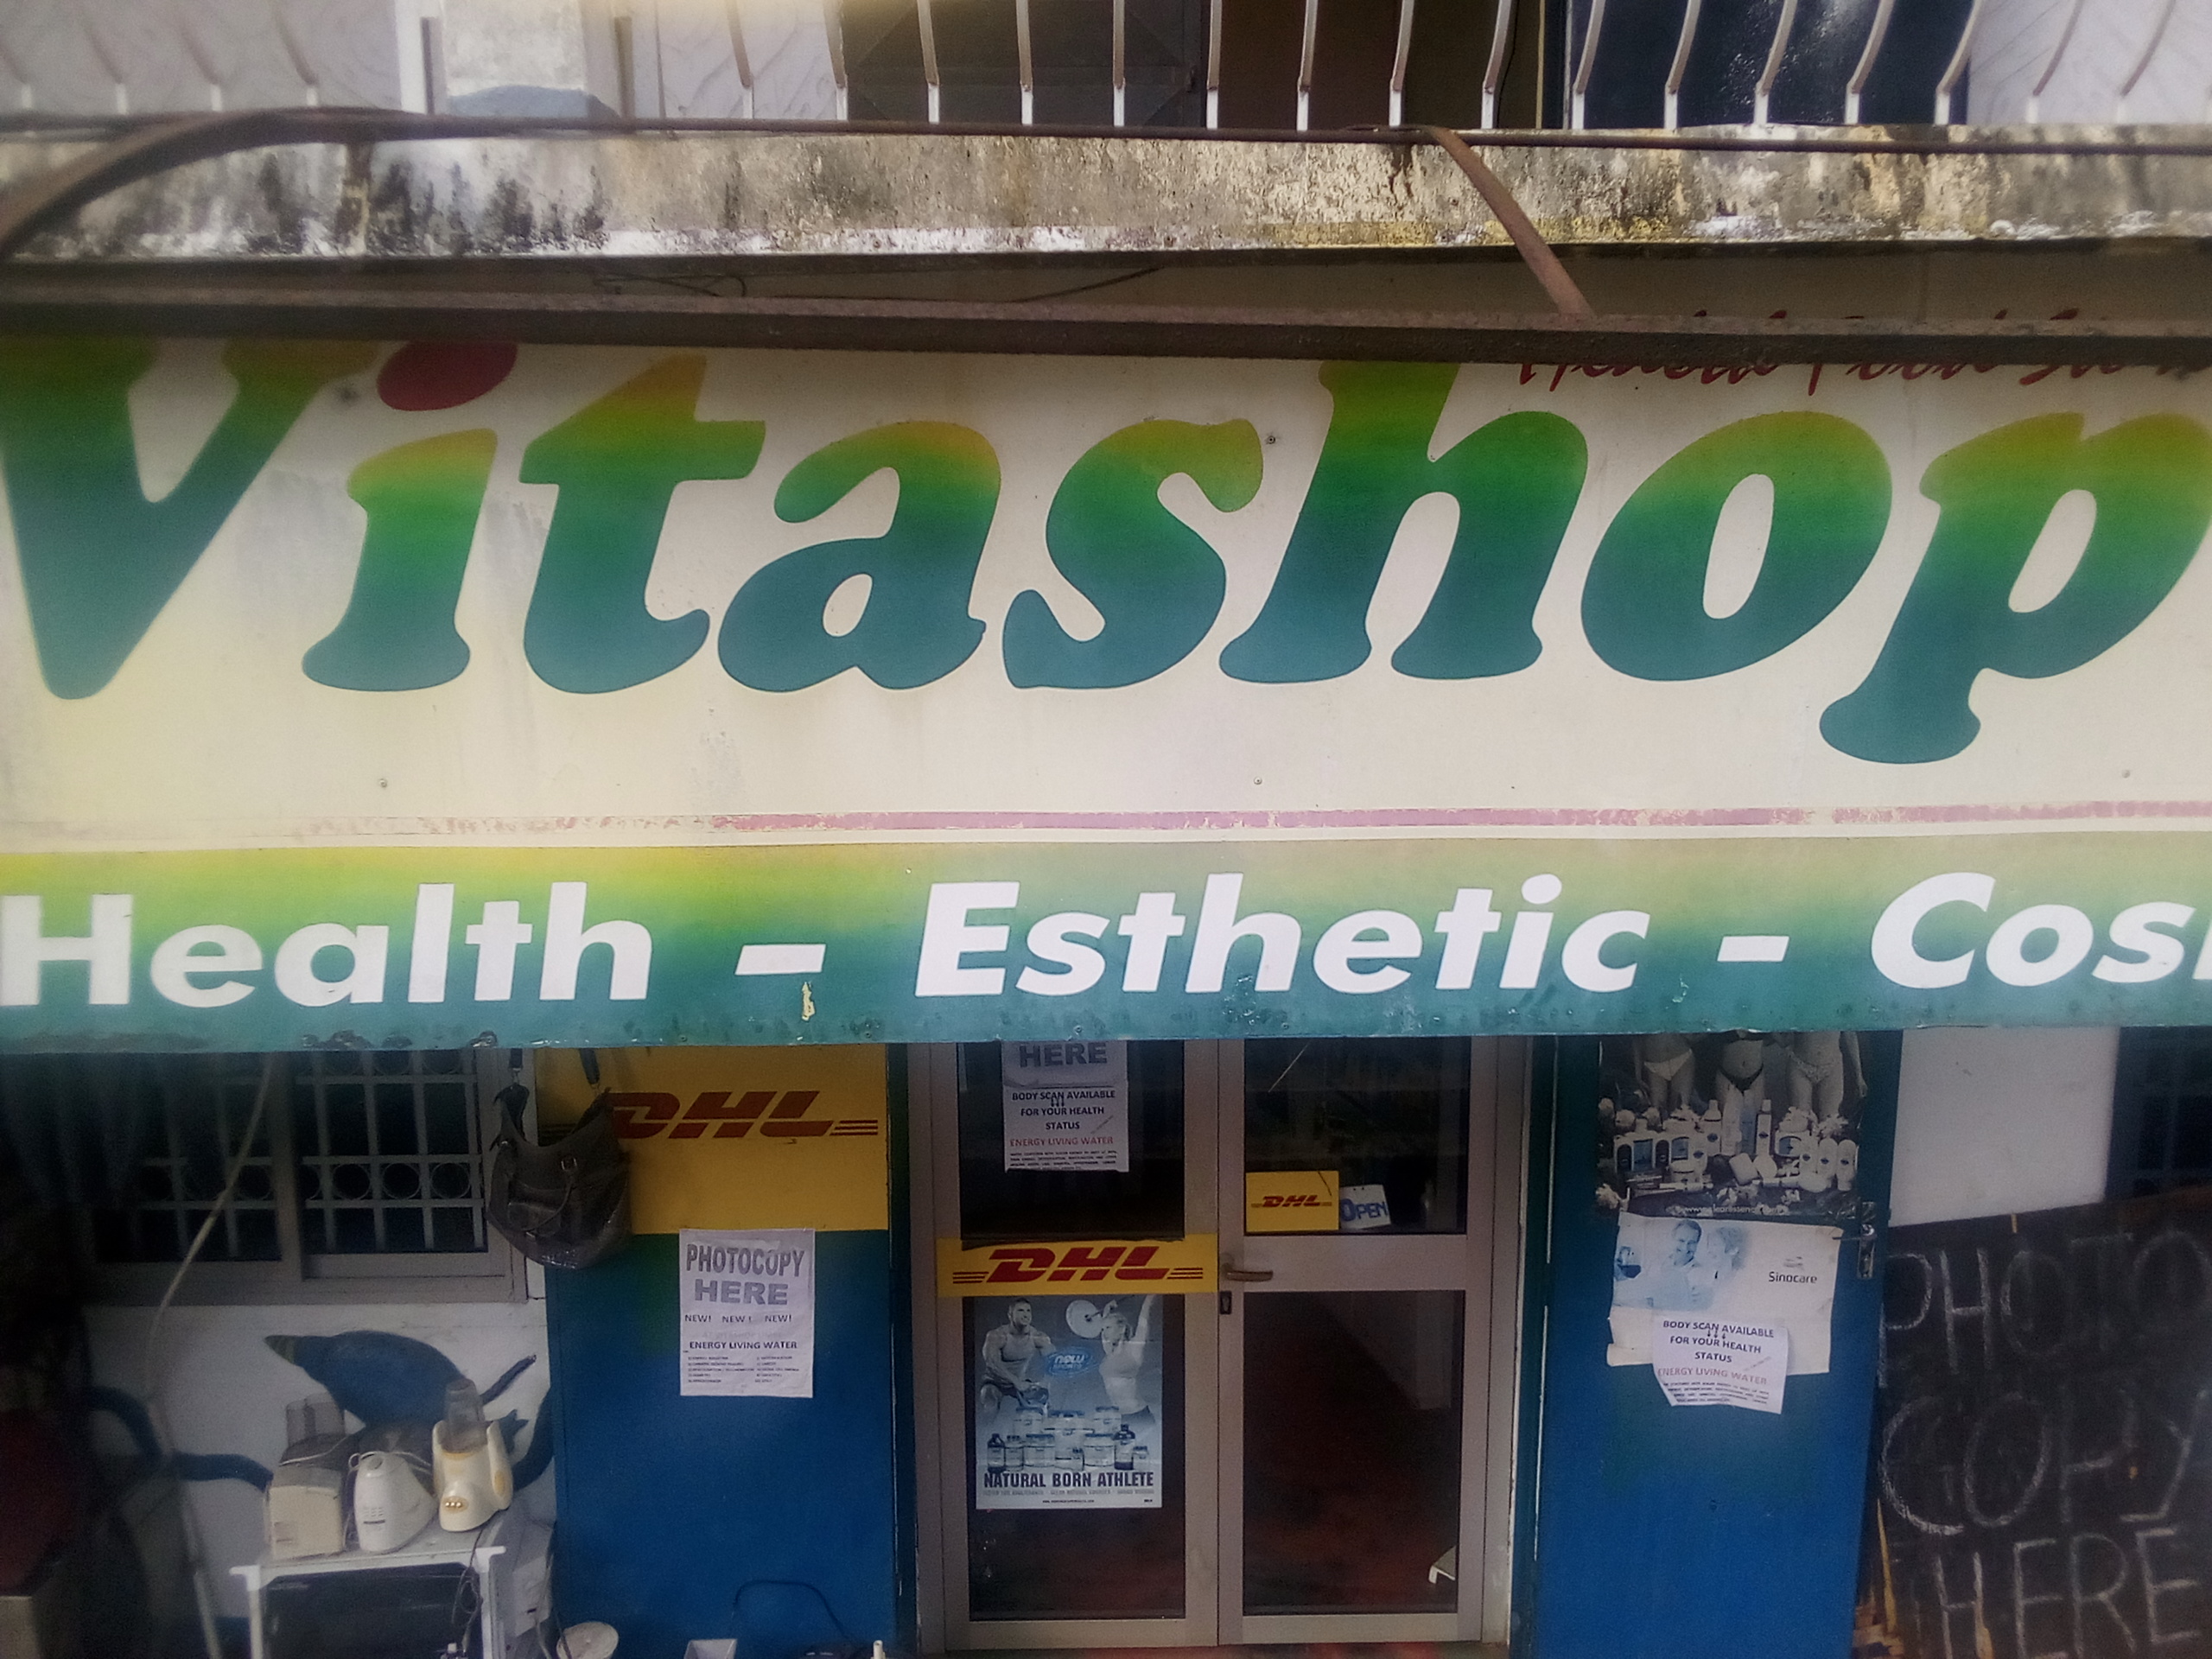 Vitashop
Health - Esthetic - Cos
DHL
PHOTOCOPY
HERE
NEW! NEW! NEW!
ENERGY LIVING WATER
HERE
BODY SCAN AVAILABLE
FOR YOUR HEALTH
STATUS
ENERGY LIVING WATER
DHL
NOW
SPORTS
NATURAL BORN ATHLETE
DHL
OPEN
Sinocare
BODY SCAN AVAILABLE
FOR YOUR HEALTH
STATUS
ENERGY LIVING WATER
PHOTO
COPY
HERE